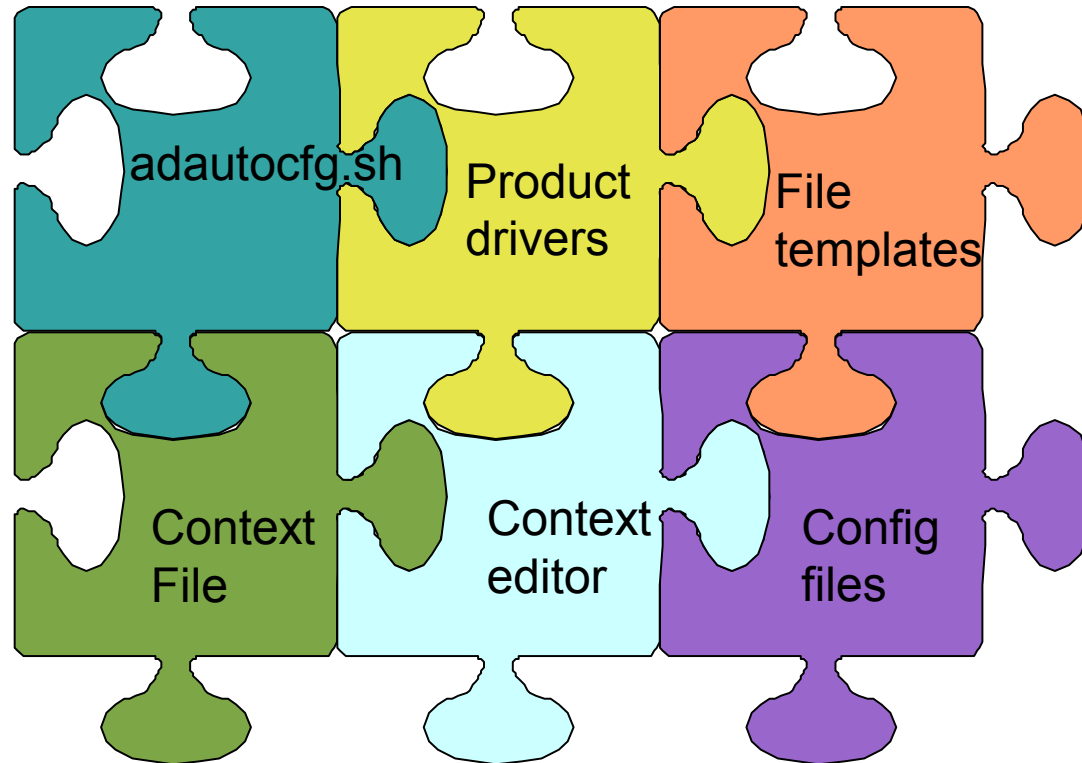 adautocfg.sh
Product
drivers
File
templates
Context
File
Context
editor
Config
files